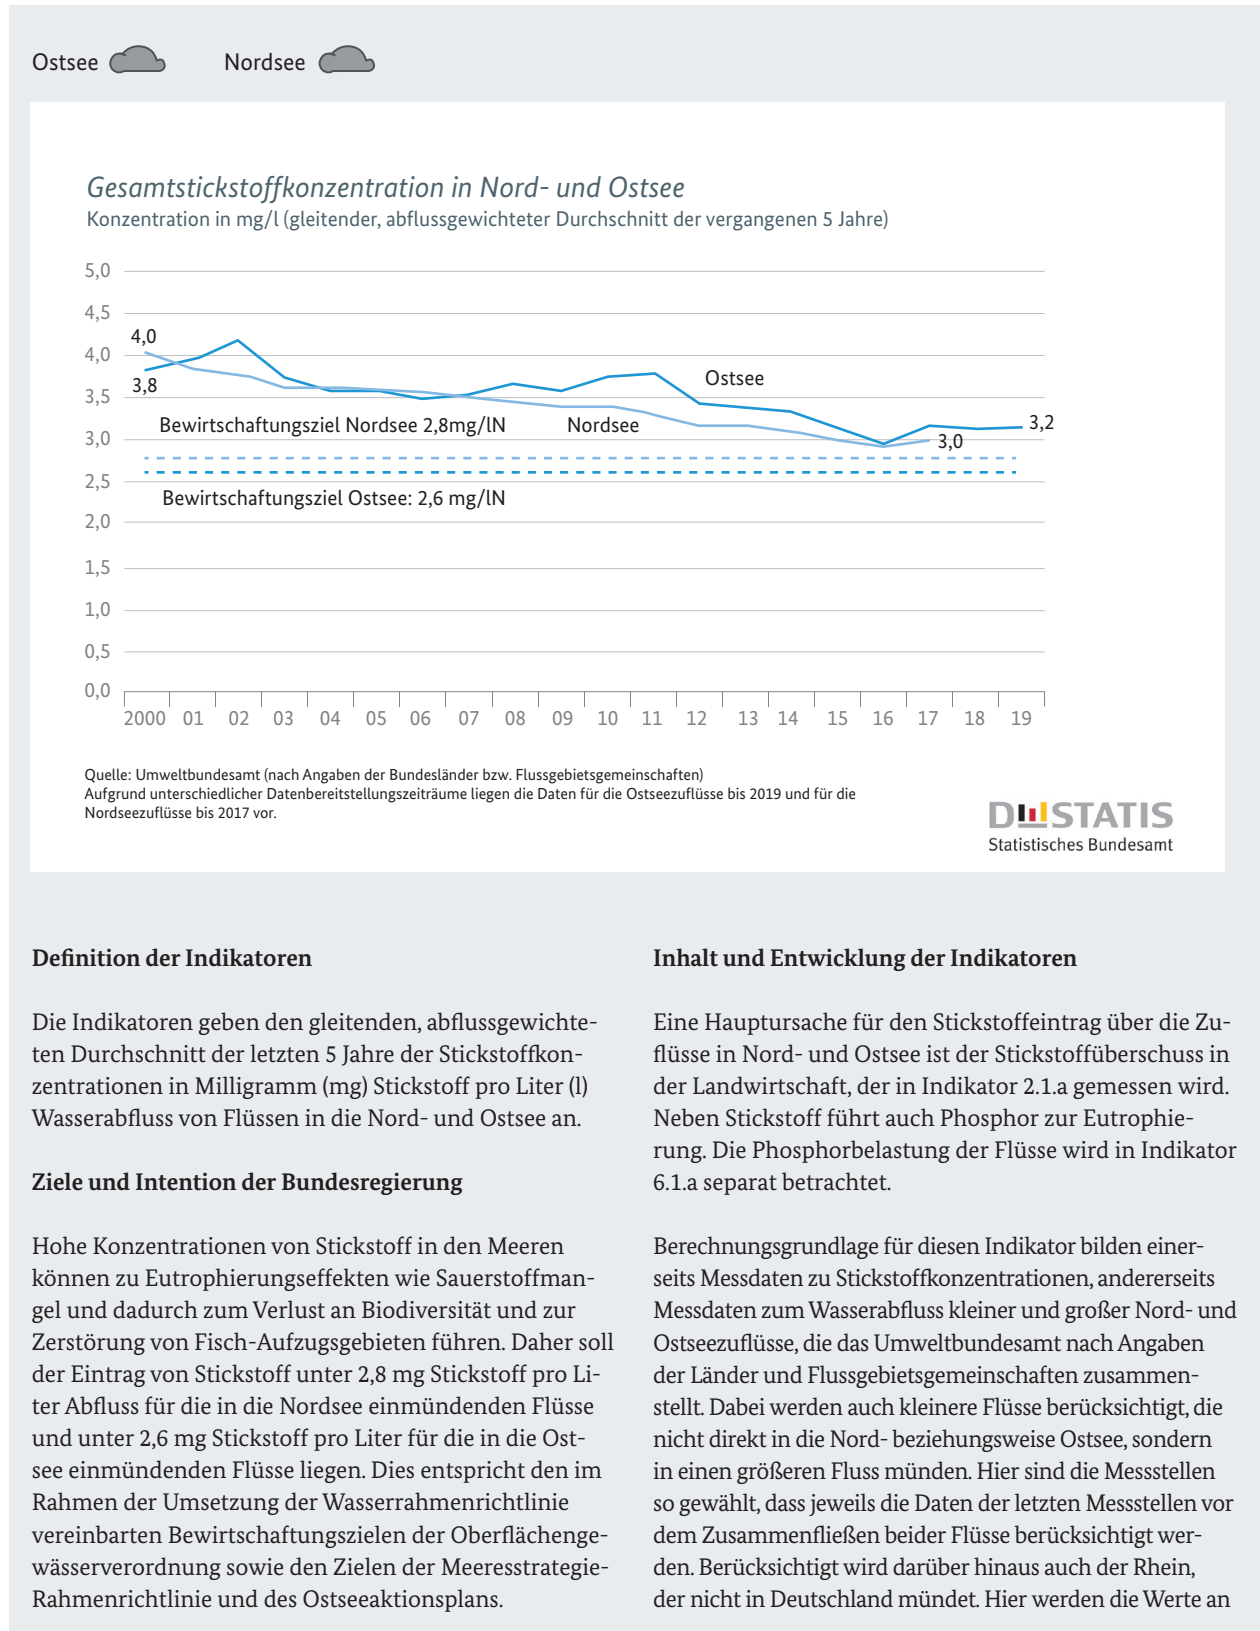 Ostsee
Nordsee
Gesamtstickstoffkonzentration in Nord- und Ostsee
Konzentration in mg/l (gleitender, abflussgewichteter Durchschnitt der vergangenen 5 Jahre)
5,0
4,5
4,0
3,5
3,0
2,5
2,0
1,5
1,0
0,5
0,0
4,0
3,8
Ostsee
Bewirtschaftungsziel Nordsee 2,8mg/lN
Nordsee
3,2
3,0
Bewirtschaftungsziel Ostsee: 2,6 mg/lN
2000 01 02 03 04 05 06 07 08 09 10 11 12 13 14 15 16 17 18 19
Quelle: Umweltbundesamt (nach Angaben der Bundesländer bzw. Flussgebietsgemeinschaften)
Aufgrund unterschiedlicher Datenbereitstellungszeiträume liegen die Daten für die Ostseezuflüsse bis 2019 und für die
Nordseezuflüsse bis 2017 vor.
DESTATIS
Statistisches Bundesamt
Definition der Indikatoren
Die Indikatoren geben den gleitenden, abflussgewichte-
ten Durchschnitt der letzten 5 Jahre der Stickstoffkon-
zentrationen in Milligramm (mg) Stickstoff pro Liter (l)
Wasserabfluss von Flüssen in die Nord- und Ostsee an.
Ziele und Intention der Bundesregierung
Hohe Konzentrationen von Stickstoff in den Meeren
können zu Eutrophierungseffekten wie Sauerstoffman-
gel und dadurch zum Verlust an Biodiversität und zur
Zerstörung von Fisch-Aufzugsgebieten führen. Daher soll
der Eintrag von Stickstoff unter 2,8 mg Stickstoff pro Li-
ter Abfluss für die in die Nordsee einmündenden Flüsse
und unter 2,6 mg Stickstoff pro Liter für die in die Ost-
see einmündenden Flüsse liegen. Dies entspricht den im
Rahmen der Umsetzung der Wasserrahmenrichtlinie
vereinbarten Bewirtschaftungszielen der Oberflächenge-
wässerverordnung sowie den Zielen der Meeresstrategie-
Rahmenrichtlinie und des Ostseeaktionsplans.
Inhalt und Entwicklung der Indikatoren
Eine Hauptursache für den Stickstoffeintrag über die Zu-
flüsse in Nord- und Ostsee ist der Stickstoffüberschuss in
der Landwirtschaft, der in Indikator 2.1.a gemessen wird.
Neben Stickstoff führt auch Phosphor zur Eutrophie-
rung. Die Phosphorbelastung der Flüsse wird in Indikator
6.1.a separat betrachtet.
Berechnungsgrundlage für diesen Indikator bilden einer-
seits Messdaten zu Stickstoffkonzentrationen, andererseits
Messdaten zum Wasserabfluss kleiner und großer Nord- und
Ostseezuflüsse, die das Umweltbundesamt nach Angaben
der Länder und Flussgebietsgemeinschaften zusammen-
stellt. Dabei werden auch kleinere Flüsse berücksichtigt, die
nicht direkt in die Nord- beziehungsweise Ostsee, sondern
in einen größeren Fluss münden. Hier sind die Messstellen
so gewählt, dass jeweils die Daten der letzten Messstellen vor
dem Zusammenfließen beider Flüsse berücksichtigt wer-
den. Berücksichtigt wird darüber hinaus auch der Rhein,
der nicht in Deutschland mündet. Hier werden die Werte an